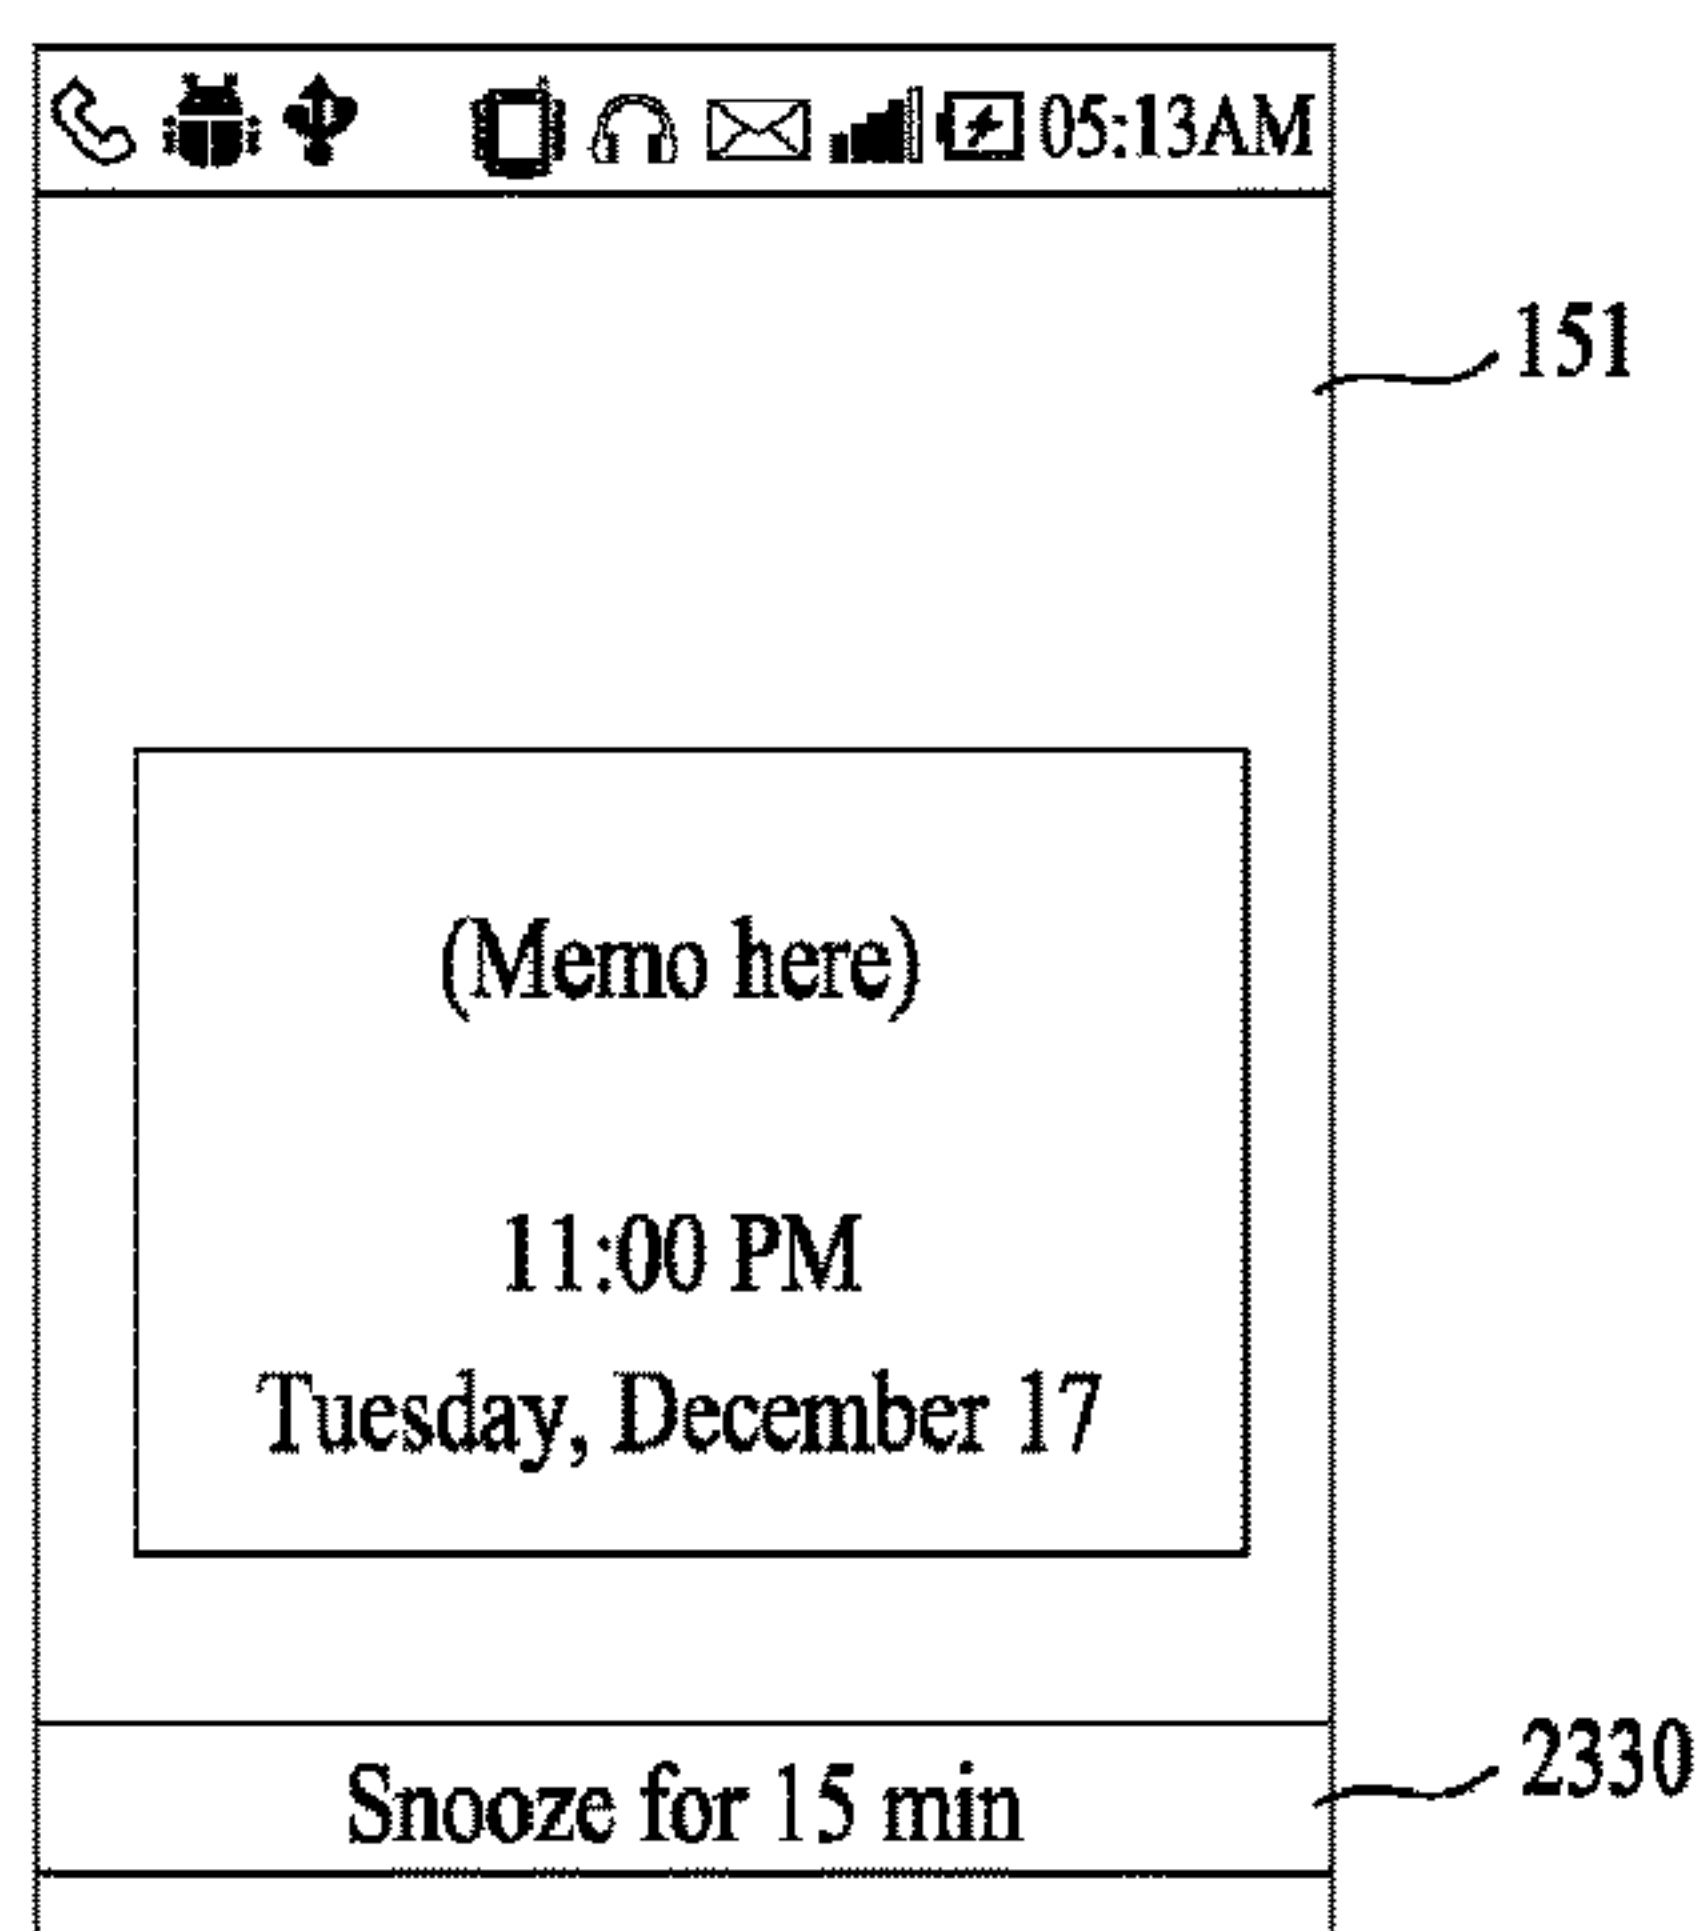 05:13AM
151
(Memo here)
11:00 PM
Tuesday, December 17
Snooze for 15 min
2330